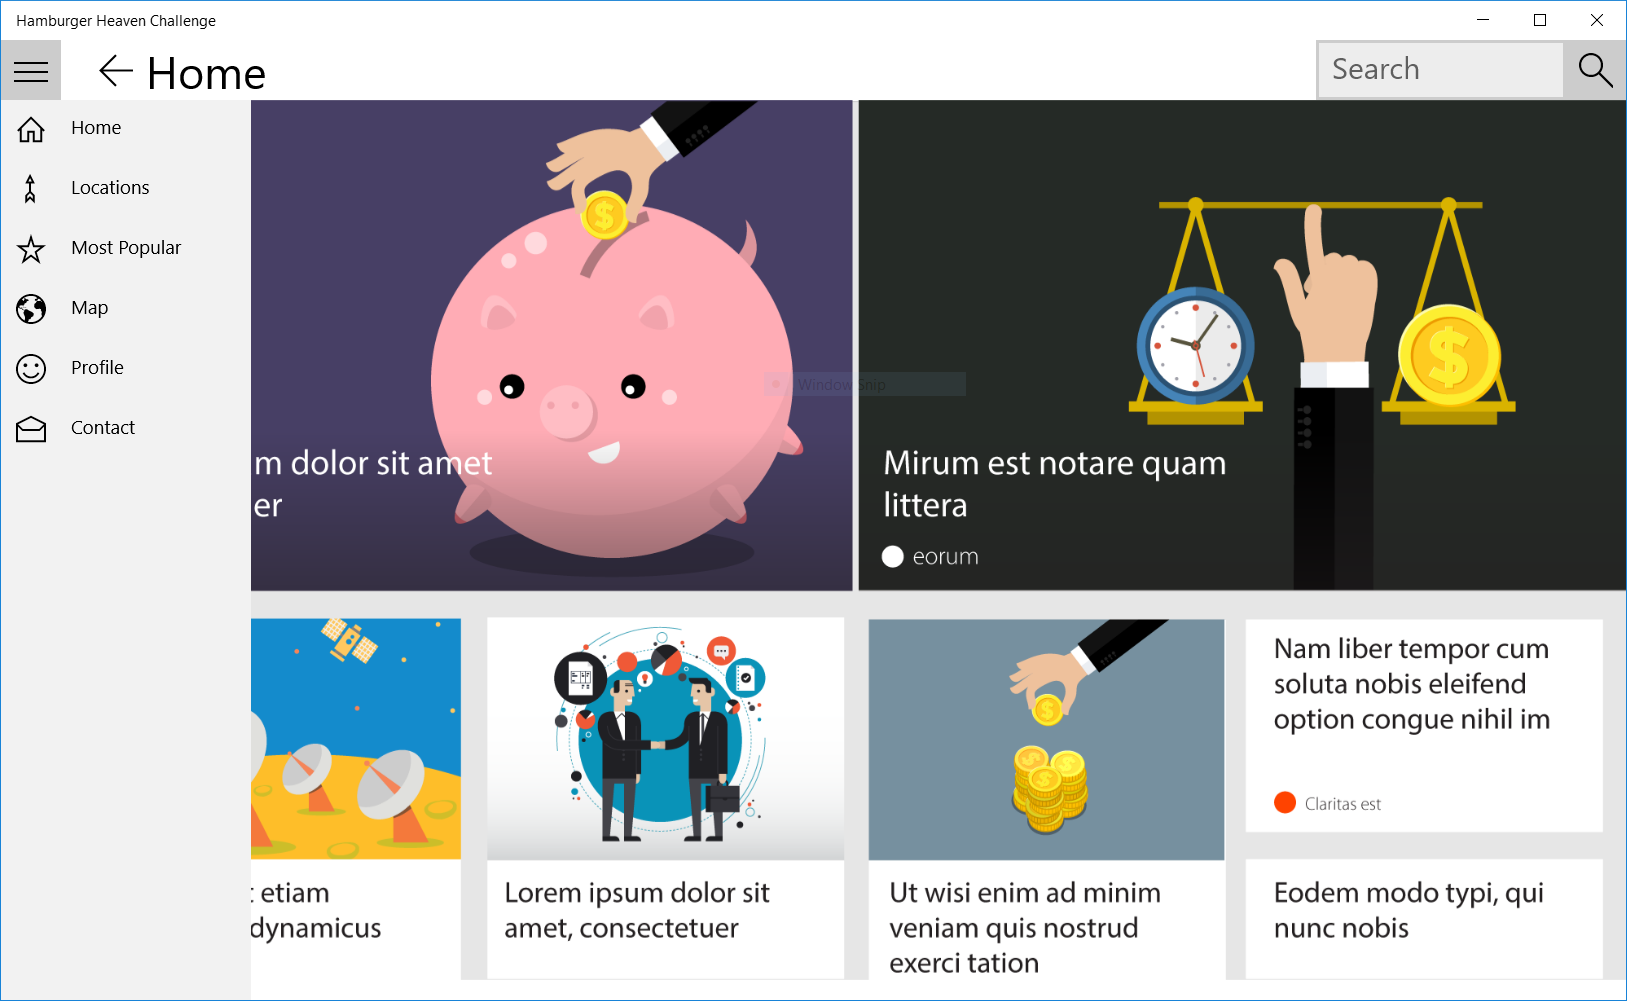 Hamburger Heaven Challenge
Home
Search
Home
Locations
Most Popular
Map
Profile
Contact
m dolor sit amet
er
Window Snip
Mirum est notare quam
littera
eorum
etiam
dynamicus
Lorem ipsum dolor sit
amet, consectetuer
Ut wisi enim ad minim
veniam quis nostrud
exerci tation
Nam liber tempor cum
soluta nobis eleifend
option congue nihil im
Claritas est
Eodem modo typi, qui
nunc nobis